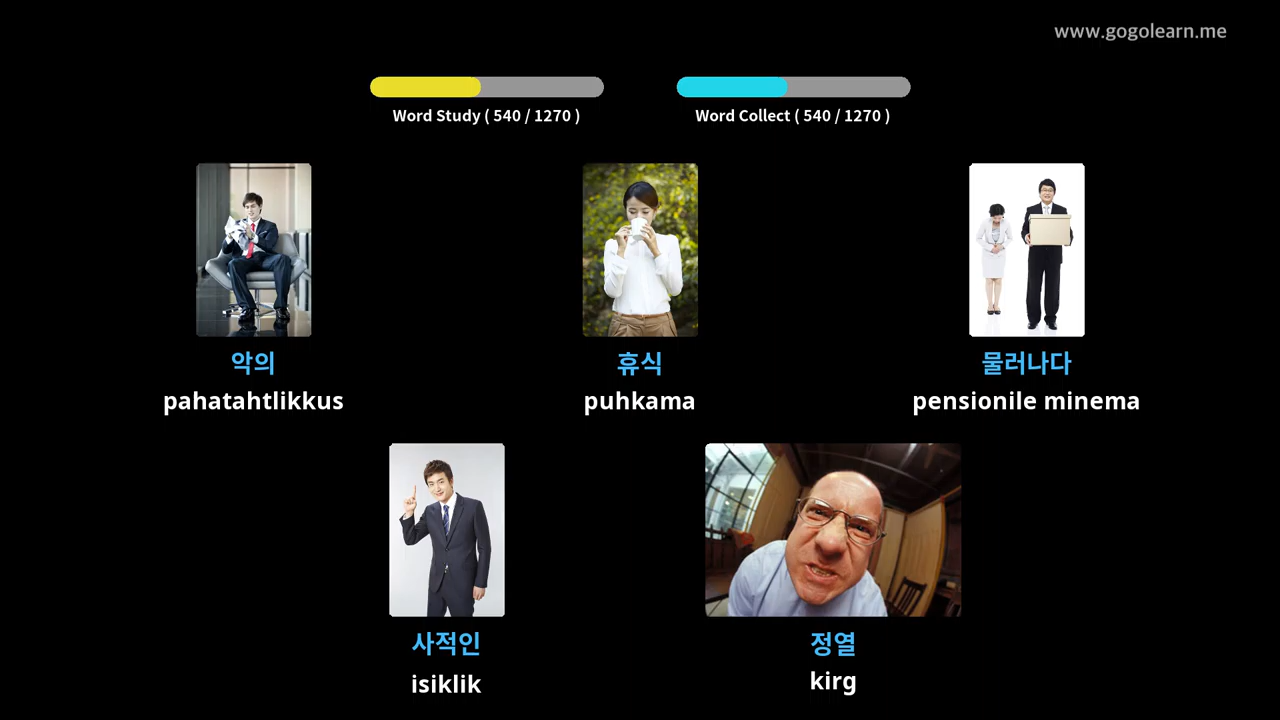 www.gogolearn.me
Word Study ( 540 / 1270 )
Word Collect ( 540 / 1270 )
악의
휴식
물러나다
pahatahtlikkus
puhkama
pensionile minema
사적인
정열
isiklik
kirg